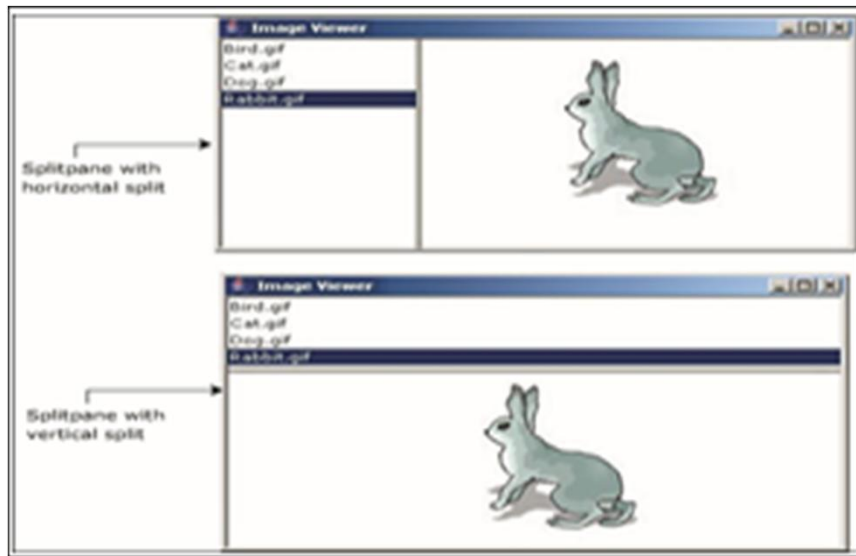 Image Viewer
Bird.gif
Cat.gif
Dog.gif
Rabbit.gif
Splitpane with
horizontal split
Image Viewer
Bird.gif
Cat.gif
Dog.gif
Rabbit.gif
Splitpane with
vertical split